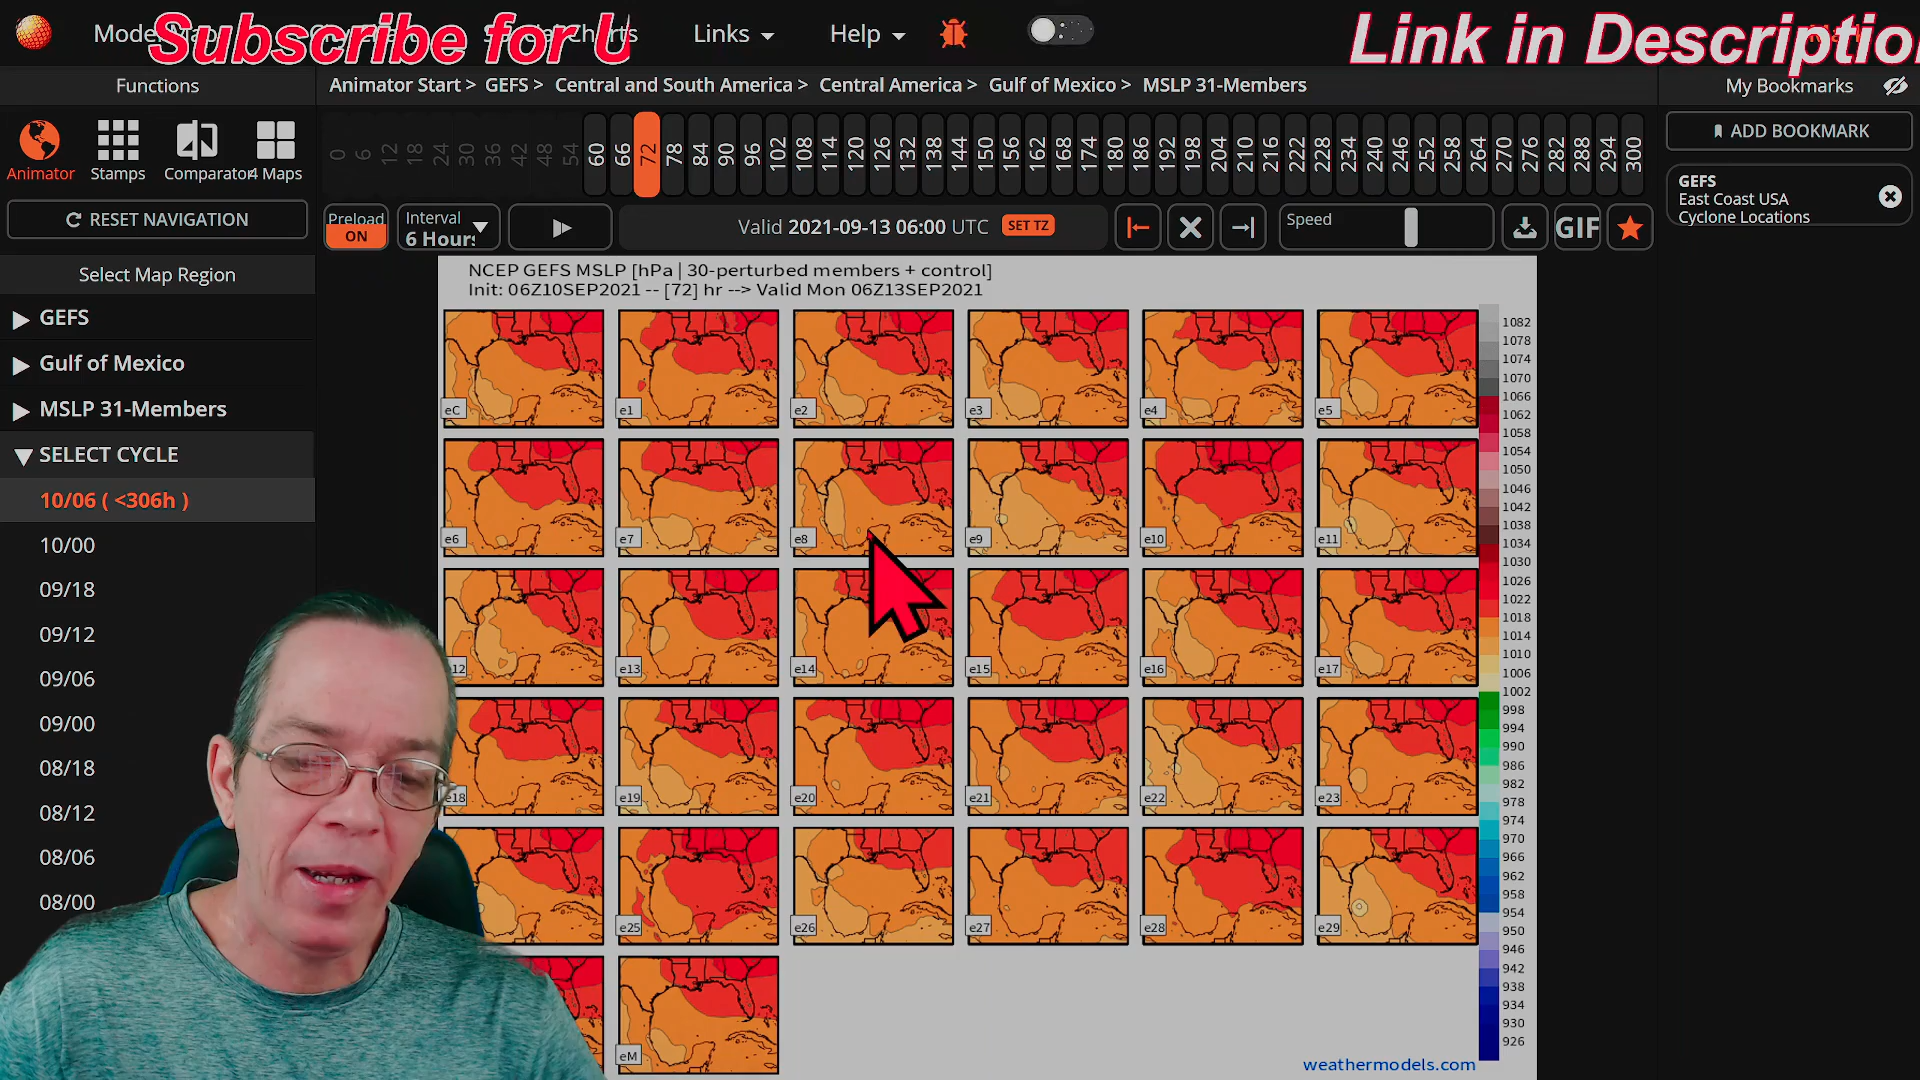 Subscribe for U
Links
Help
Link in Descriptio
Functions
Animator Start > GEFS > Central and South America > Central America > Gulf of Mexico > MSLP 31-Members
My Bookmarks
0 6 12 18 24 30 36 42 48 54 60 66 72 78 84 90 96 102 108 114 120 126 132 138 144 150 156 162 168 174 180 186 192 198 204 210 216 222 228 234 240 246 252 258 264 270 276 282 288 294 300
ADD BOOKMARK
Animator Stamps Comparator 4 Maps
GEFS
East Coast USA
Cyclone Locations
RESET NAVIGATION
Preload
ON
Interval
6 Hours
Valid 2021-09-13 06:00 UTC SET TZ
Speed
GIF
Select Map Region
GEFS
Gulf of Mexico
MSLP 31-Members
SELECT CYCLE
10/06 ( <306h )
10/00
09/18
09/12
09/06
09/00
08/18
08/12
08/06
08/00
NCEP GEFS MSLP [hPa | 30-perturbed members + control]
Init: 06Z10SEP2021 -- [72] hr --> Valid Mon 06Z13SEP2021
eC e1 e2 e3 e4 e5
e6 e7 e8 e9 e10 e11
12 e13 e14 e15 e16 e17
e18 e19 e20 e21 e22 e23
e25 e26 e27 e28 e29
eM
1082
1078
1074
1070
1066
1062
1058
1054
1050
1046
1042
1038
1034
1030
1026
1022
1018
1014
1010
1006
1002
998
994
990
986
982
978
974
970
966
962
958
954
950
946
942
938
934
930
926
weathermodels.com